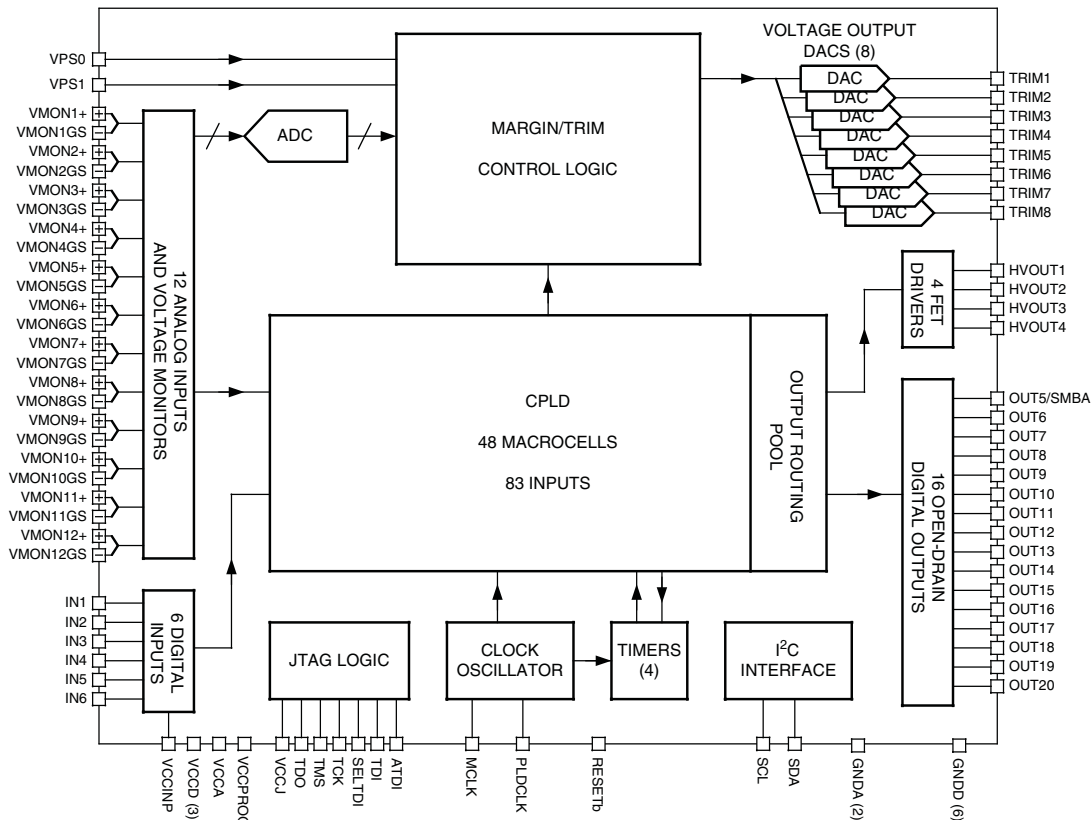 VOLTAGE OUTPUT
DACS (8)
VPS0
VPS1
VMON1+
VMON1GS
VMON2+
VMON2GS
VMON3+
VMON3GS
VMON4+
VMON4GS
VMON5+
VMON5GS
VMON6+
VMON6GS
VMON7+
VMON7GS
VMON8+
VMON8GS
VMON9+
VMON9GS
VMON10+
VMON10GS
VMON11+
VMON11GS
VMON12+
VMON12GS
12 ANALOG INPUTS
AND VOLTAGE MONITORS
ADC
MARGIN/TRIM
CONTROL LOGIC
DAC
DAC
DAC
DAC
DAC
DAC
DAC
DAC
TRIM1
TRIM2
TRIM3
TRIM4
TRIM5
TRIM6
TRIM7
TRIM8
4 FET
DRIVERS
HVOUT1
HVOUT2
HVOUT3
HVOUT4
CPLD
48 MACROCELLS
83 INPUTS
OUTPUT ROUTING
POOL
16 OPEN-DRAIN
DIGITAL OUTPUTS
OUT5/SMBA
OUT6
OUT7
OUT8
OUT9
OUT10
OUT11
OUT12
OUT13
OUT14
OUT15
OUT16
OUT17
OUT18
OUT19
OUT20
IN1
IN2
IN3
IN4
IN5
IN6
6 DIGITAL
INPUTS
JTAG LOGIC
CLOCK
OSCILLATOR
TIMERS
(4)
I²C
INTERFACE
VCCINP
VCCD (3)
VCCA
VCCPROG
VCCJ
TDO
TMS
TCK
SELTDI
TDI
ATDI
MCLK
PLDCLK
RESETb
SCL
SDA
GNDA (2)
GNDD (6)